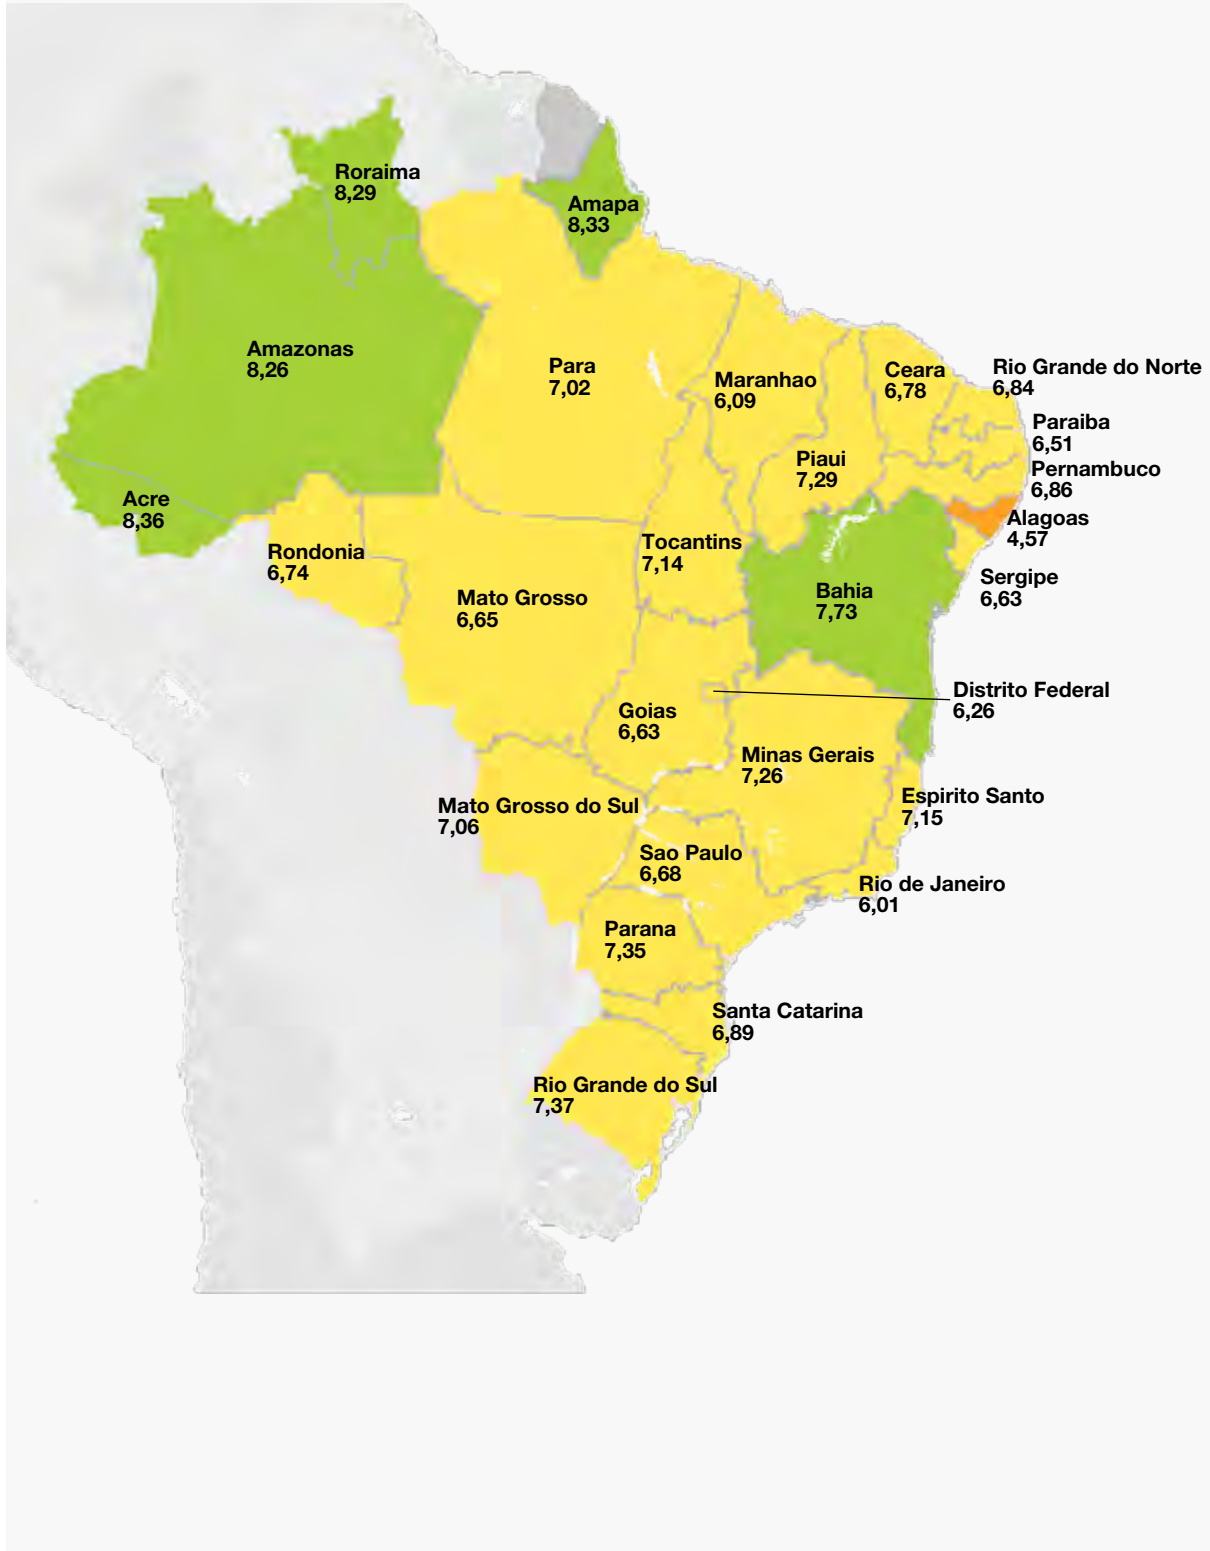 Roraima
8,29
Amapa
8,33
Amazonas
8,26
Para
7,02
Maranhao
6,09
Ceara
6,78
Rio Grande do Norte
6,84
Paraiba
6,51
Piaui
7,29
Pernambuco
6,86
Acre
8,36
Alagoas
4,57
Rondonia
6,74
Tocantins
7,14
Sergipe
6,63
Mato Grosso
6,65
Bahia
7,73
Distrito Federal
6,26
Goias
6,63
Minas Gerais
7,26
Mato Grosso do Sul
7,06
Espirito Santo
7,15
Sao Paulo
6,68
Rio de Janeiro
6,01
Parana
7,35
Santa Catarina
6,89
Rio Grande do Sul
7,37